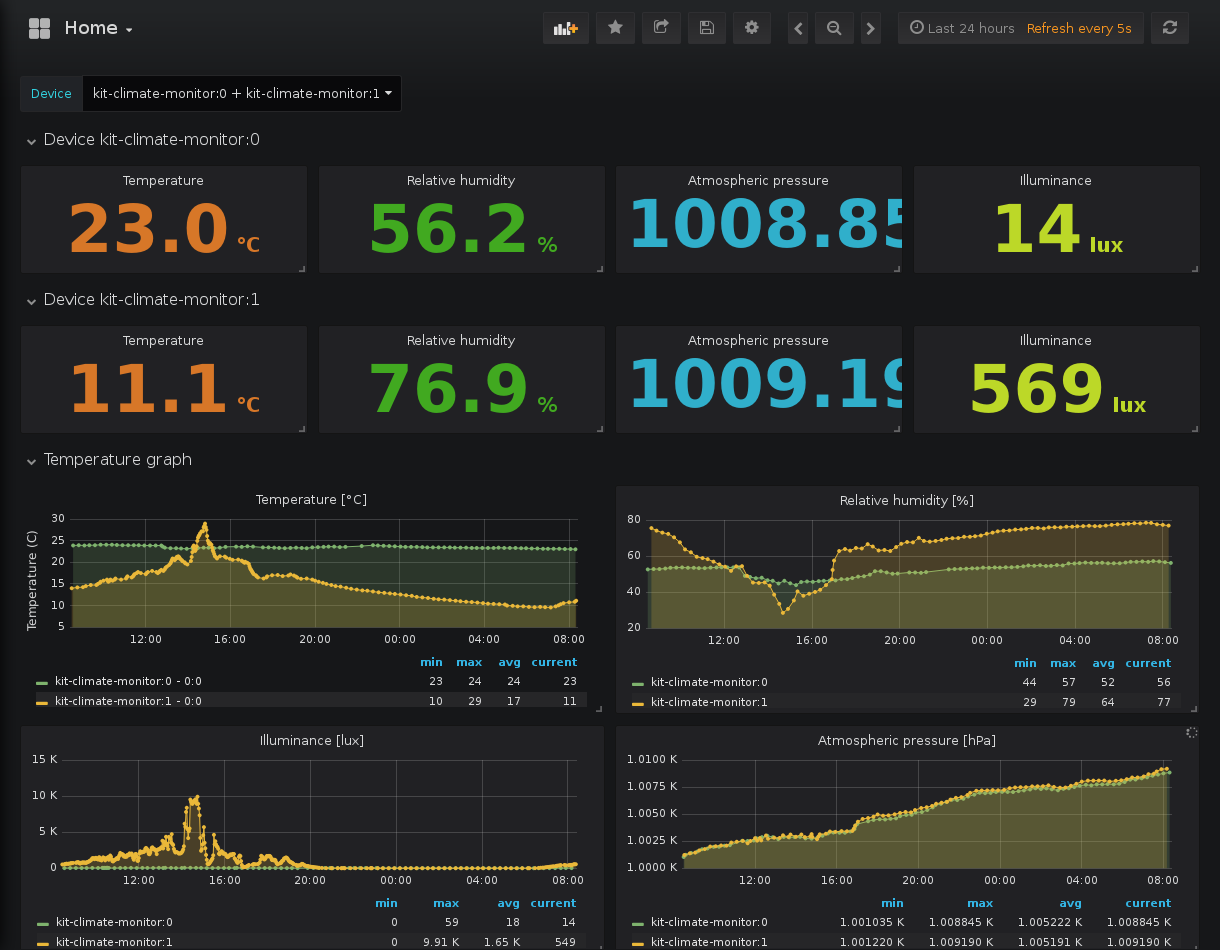 Home
Last 24 hours Refresh every 5s
Device kit-climate-monitor:0 + kit-climate-monitor:1
Device kit-climate-monitor:0
Temperature Relative humidity Atmospheric pressure Illuminance
23.0 °C 56.2 % 1008.85 14 lux
Device kit-climate-monitor:1
Temperature Relative humidity Atmospheric pressure Illuminance
11.1 °C 76.9 % 1009.19 569 lux
Temperature graph
Temperature [°C]
Temperature (C)
30
25
20
15
10
5
12:00 16:00 20:00 00:00 04:00 08:00
min max avg current
kit-climate-monitor:0 - 0:0 23 24 24 23
kit-climate-monitor:1 - 0:0 10 29 17 11
Relative humidity [%]
80
60
40
20
12:00 16:00 20:00 00:00 04:00 08:00
min max avg current
kit-climate-monitor:0 44 57 52 56
kit-climate-monitor:1 29 79 64 77
Illuminance [lux]
15 K
10 K
5 K
0
12:00 16:00 20:00 00:00 04:00 08:00
min max avg current
kit-climate-monitor:0 0 59 18 14
kit-climate-monitor:1 0 9.91 K 1.65 K 549
Atmospheric pressure [hPa]
1.0100 K
1.0075 K
1.0050 K
1.0025 K
1.0000 K
12:00 16:00 20:00 00:00 04:00 08:00
min max avg current
kit-climate-monitor:0 1.001035 K 1.008845 K 1.005222 K 1.008845 K
kit-climate-monitor:1 1.001220 K 1.009190 K 1.005191 K 1.009190 K